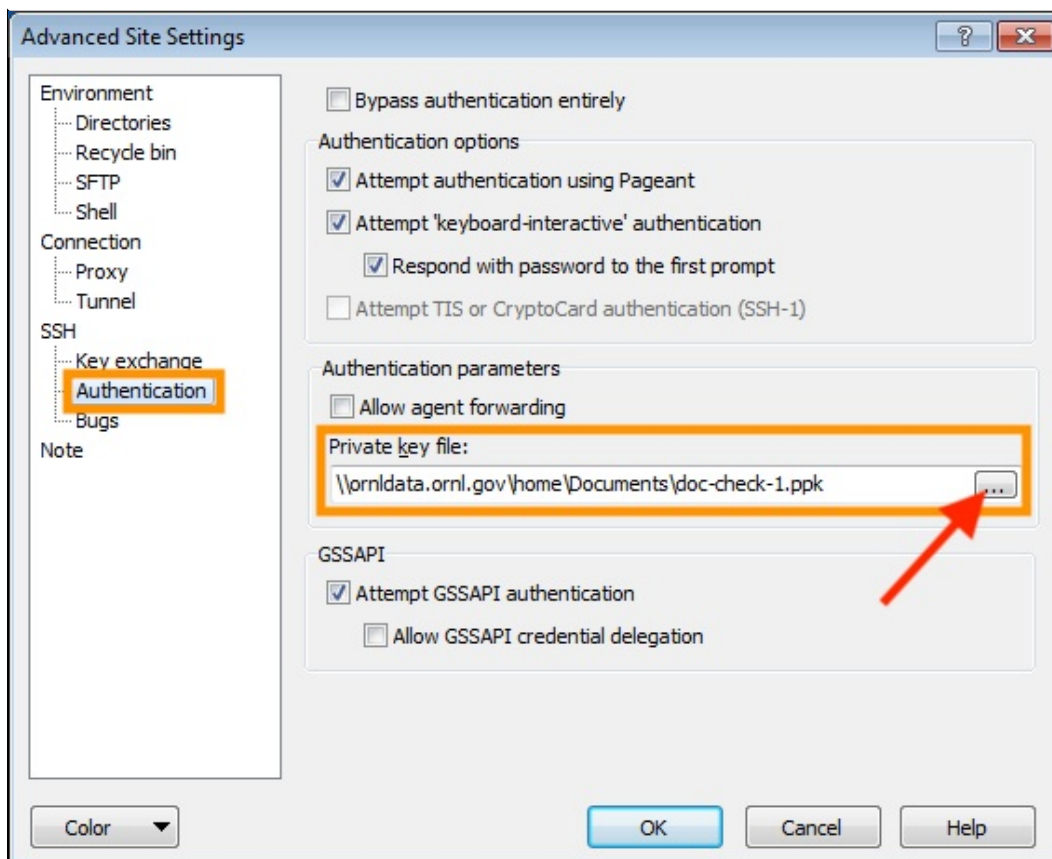 Advanced Site Settings
Environment
Directories
Recycle bin
SFTP
Shell
Connection
Proxy
Tunnel
SSH
Key exchange
Authentication
Bugs
Note
Bypass authentication entirely
Authentication options
Attempt authentication using Pageant
Attempt 'keyboard-interactive' authentication
Respond with password to the first prompt
Attempt TIS or CryptoCard authentication (SSH-1)
Authentication parameters
Allow agent forwarding
Private key file:
\\ornldata.ornl.gov\home\Documents\doc-check-1.ppk
...
GSSAPI
Attempt GSSAPI authentication
Allow GSSAPI credential delegation
Color
OK
Cancel
Help